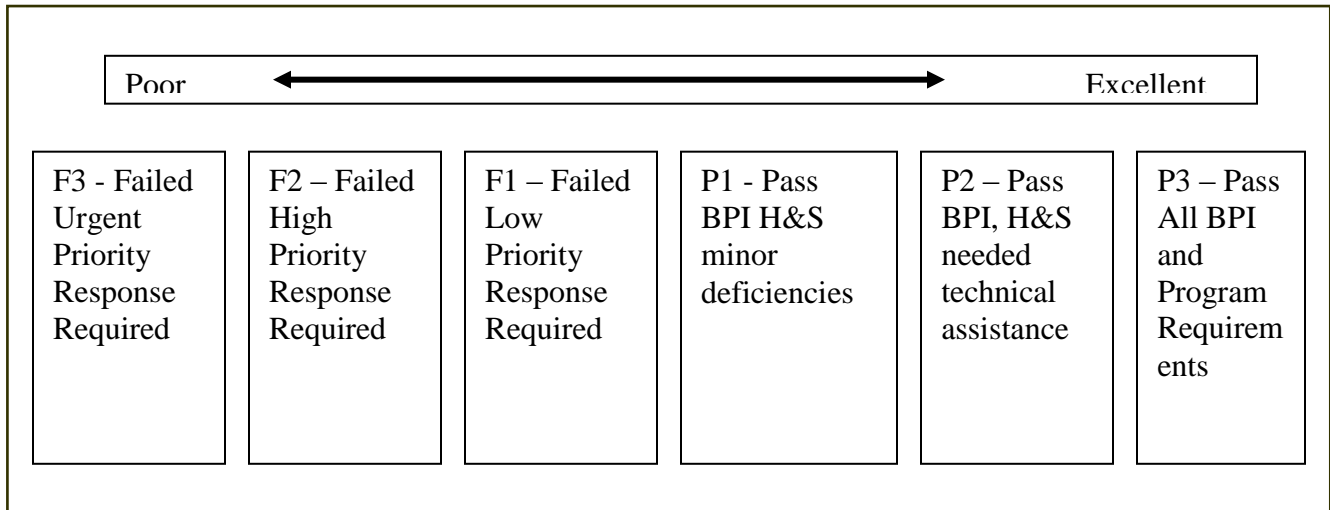 Poor Excellent
F3 - Failed
Urgent
Priority
Response
Required
F2 – Failed
High
Priority
Response
Required
F1 – Failed
Low
Priority
Response
Required
P1 - Pass
BPI H&S
minor
deficiencies
P2 – Pass
BPI, H&S
needed
technical
assistance
P3 – Pass
All BPI
and
Program
Requirem
ents